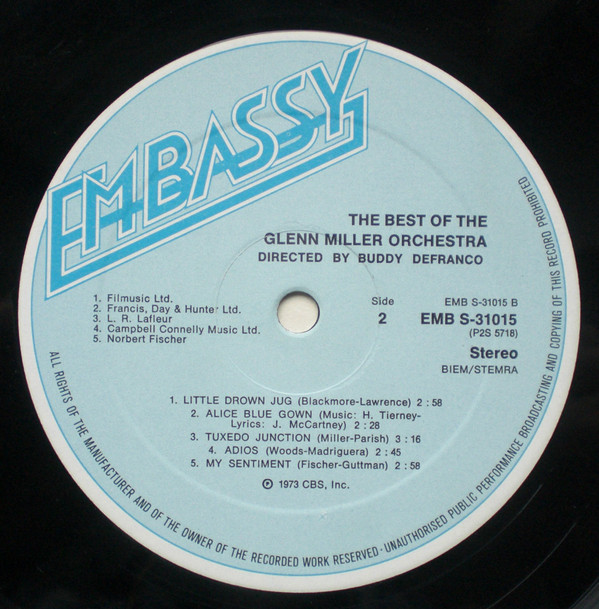 EMBASSY
THE BEST OF THE
GLENN MILLER ORCHESTRA
DIRECTED BY BUDDY DEFRANCO
1. Filmusic Ltd.
2. Francis, Day & Hunter Ltd.
3. L. R. Lafleur
4. Campbell Connelly Music Ltd.
5. Norbert Fischer
Side
2
EMB S-31015 B
EMB S-31015
(P2S 5718)
Stereo
BIEM/STEMRA
1. LITTLE DROWN JUG (Blackmore-Lawrence) 2 : 58
2. ALICE BLUE GOWN (Music: H. Tierney-
Lyrics: J. McCartney) 2 : 28
3. TUXEDO JUNCTION (Miller-Parish) 3 : 16
4. ADIOS (Woods-Madriguera) 2 : 45
5. MY SENTIMENT (Fischer-Guttman) 2 : 58
℗ 1973 CBS, Inc.
ALL RIGHTS OF THE MANUFACTURER AND OF THE OWNER OF THE RECORDED WORK RESERVED · UNAUTHORISED PUBLIC PERFORMANCE BROADCASTING AND COPYING OF THIS RECORD PROHIBITED